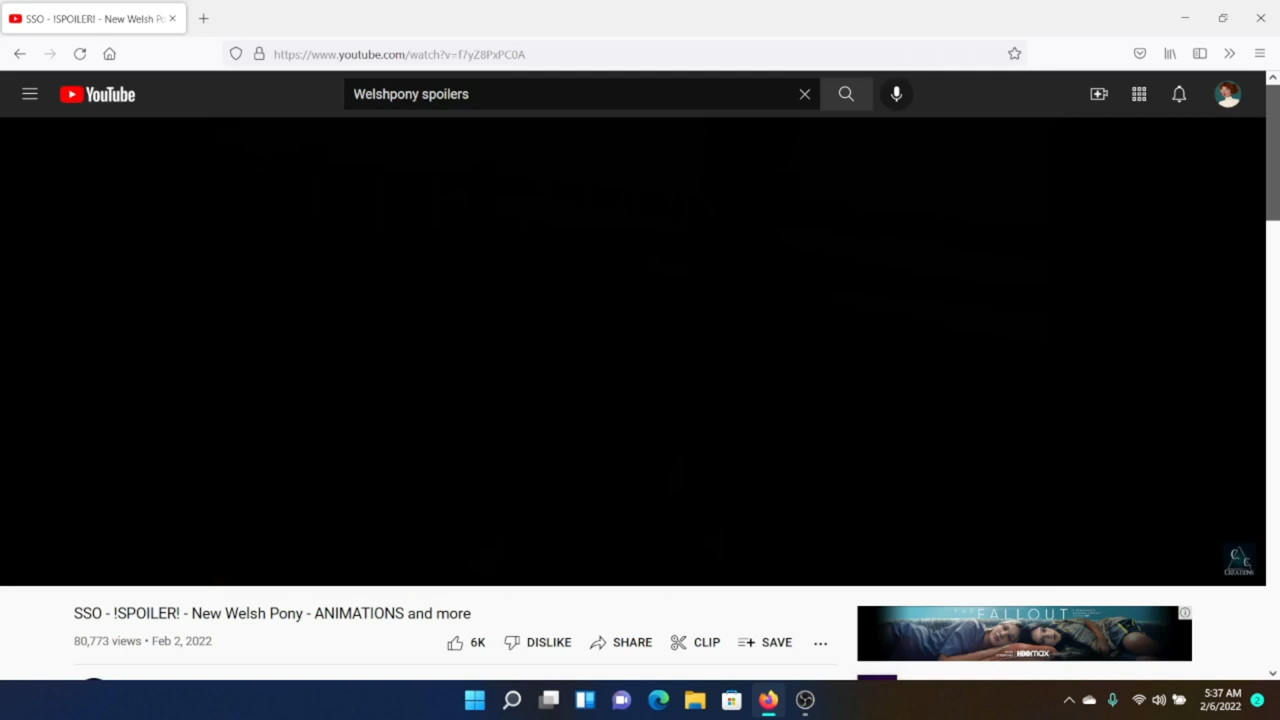 SSO - !SPOILER! - New Welsh Po
https://www.youtube.com/watch?v=f7yZ8PxPC0A
YouTube
Welshpony spoilers
C C
CREATIONS
SSO - !SPOILER! - New Welsh Pony - ANIMATIONS and more
80,773 views • Feb 2, 2022
6K
DISLIKE
SHARE
CLIP
SAVE
THE FALLOUT
HBOMAX
5:37 AM
2/6/2022
2